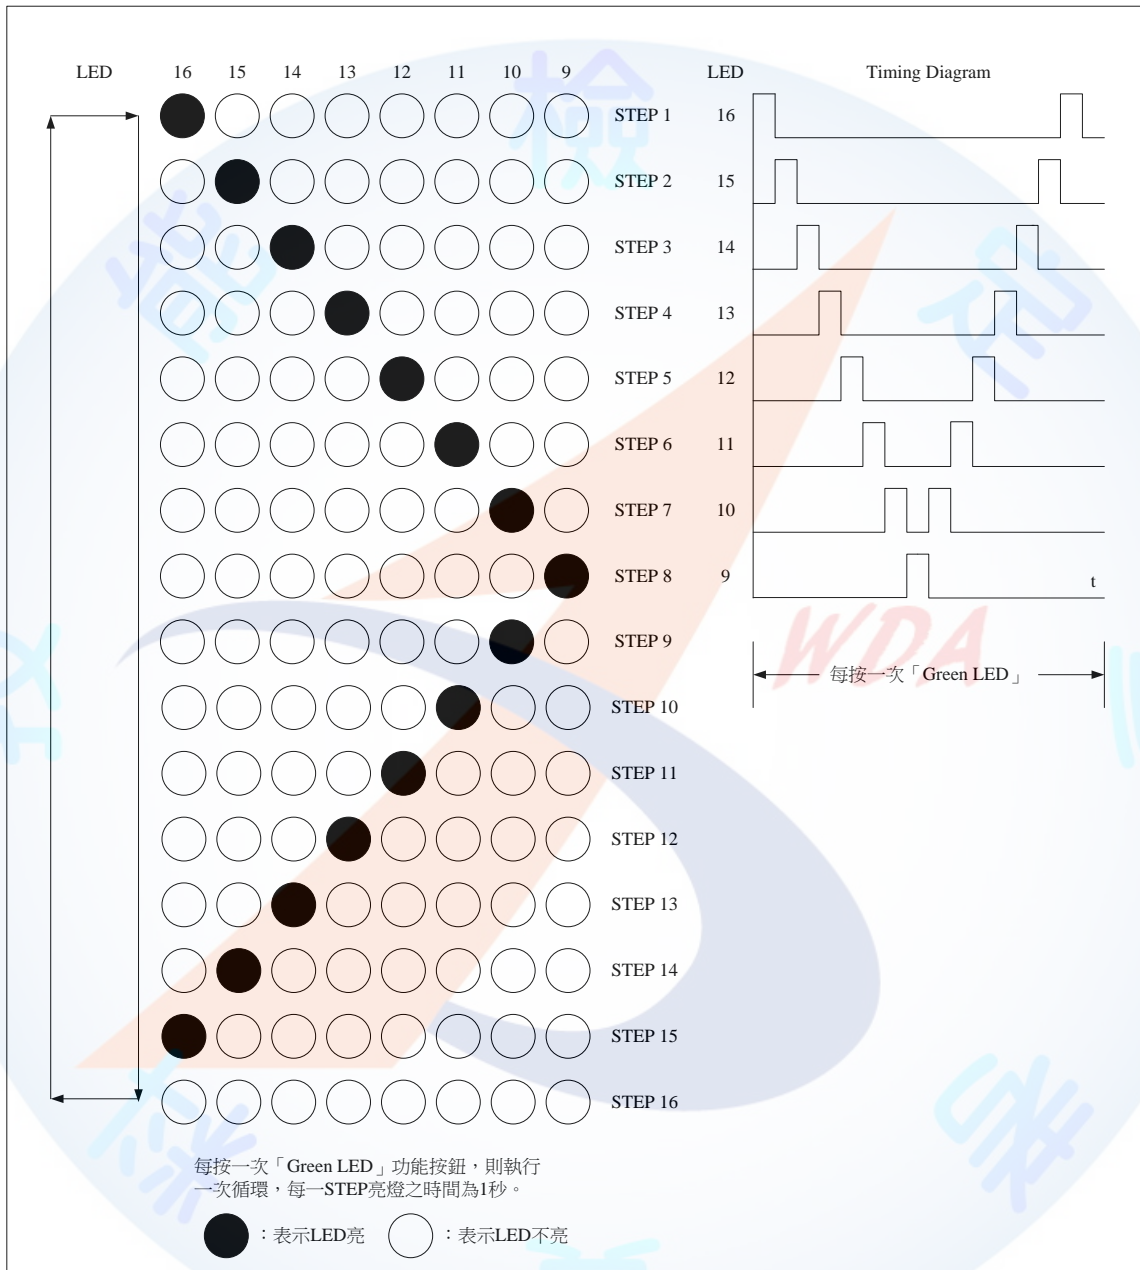 LED 16 15 14 13 12 11 10 9 LED Timing Diagram
STEP 1 16
STEP 2 15
STEP 3 14
STEP 4 13
STEP 5 12
STEP 6 11
STEP 7 10
STEP 8 9 t
STEP 9
每按一次「Green LED」
STEP 10
STEP 11
STEP 12
STEP 13
STEP 14
STEP 15
STEP 16
每按一次「Green LED」功能按鈕，則執行
一次循環，每一STEP亮燈之時間為1秒。
：表示LED亮 ：表示LED不亮
WDA
檢
能
定
技